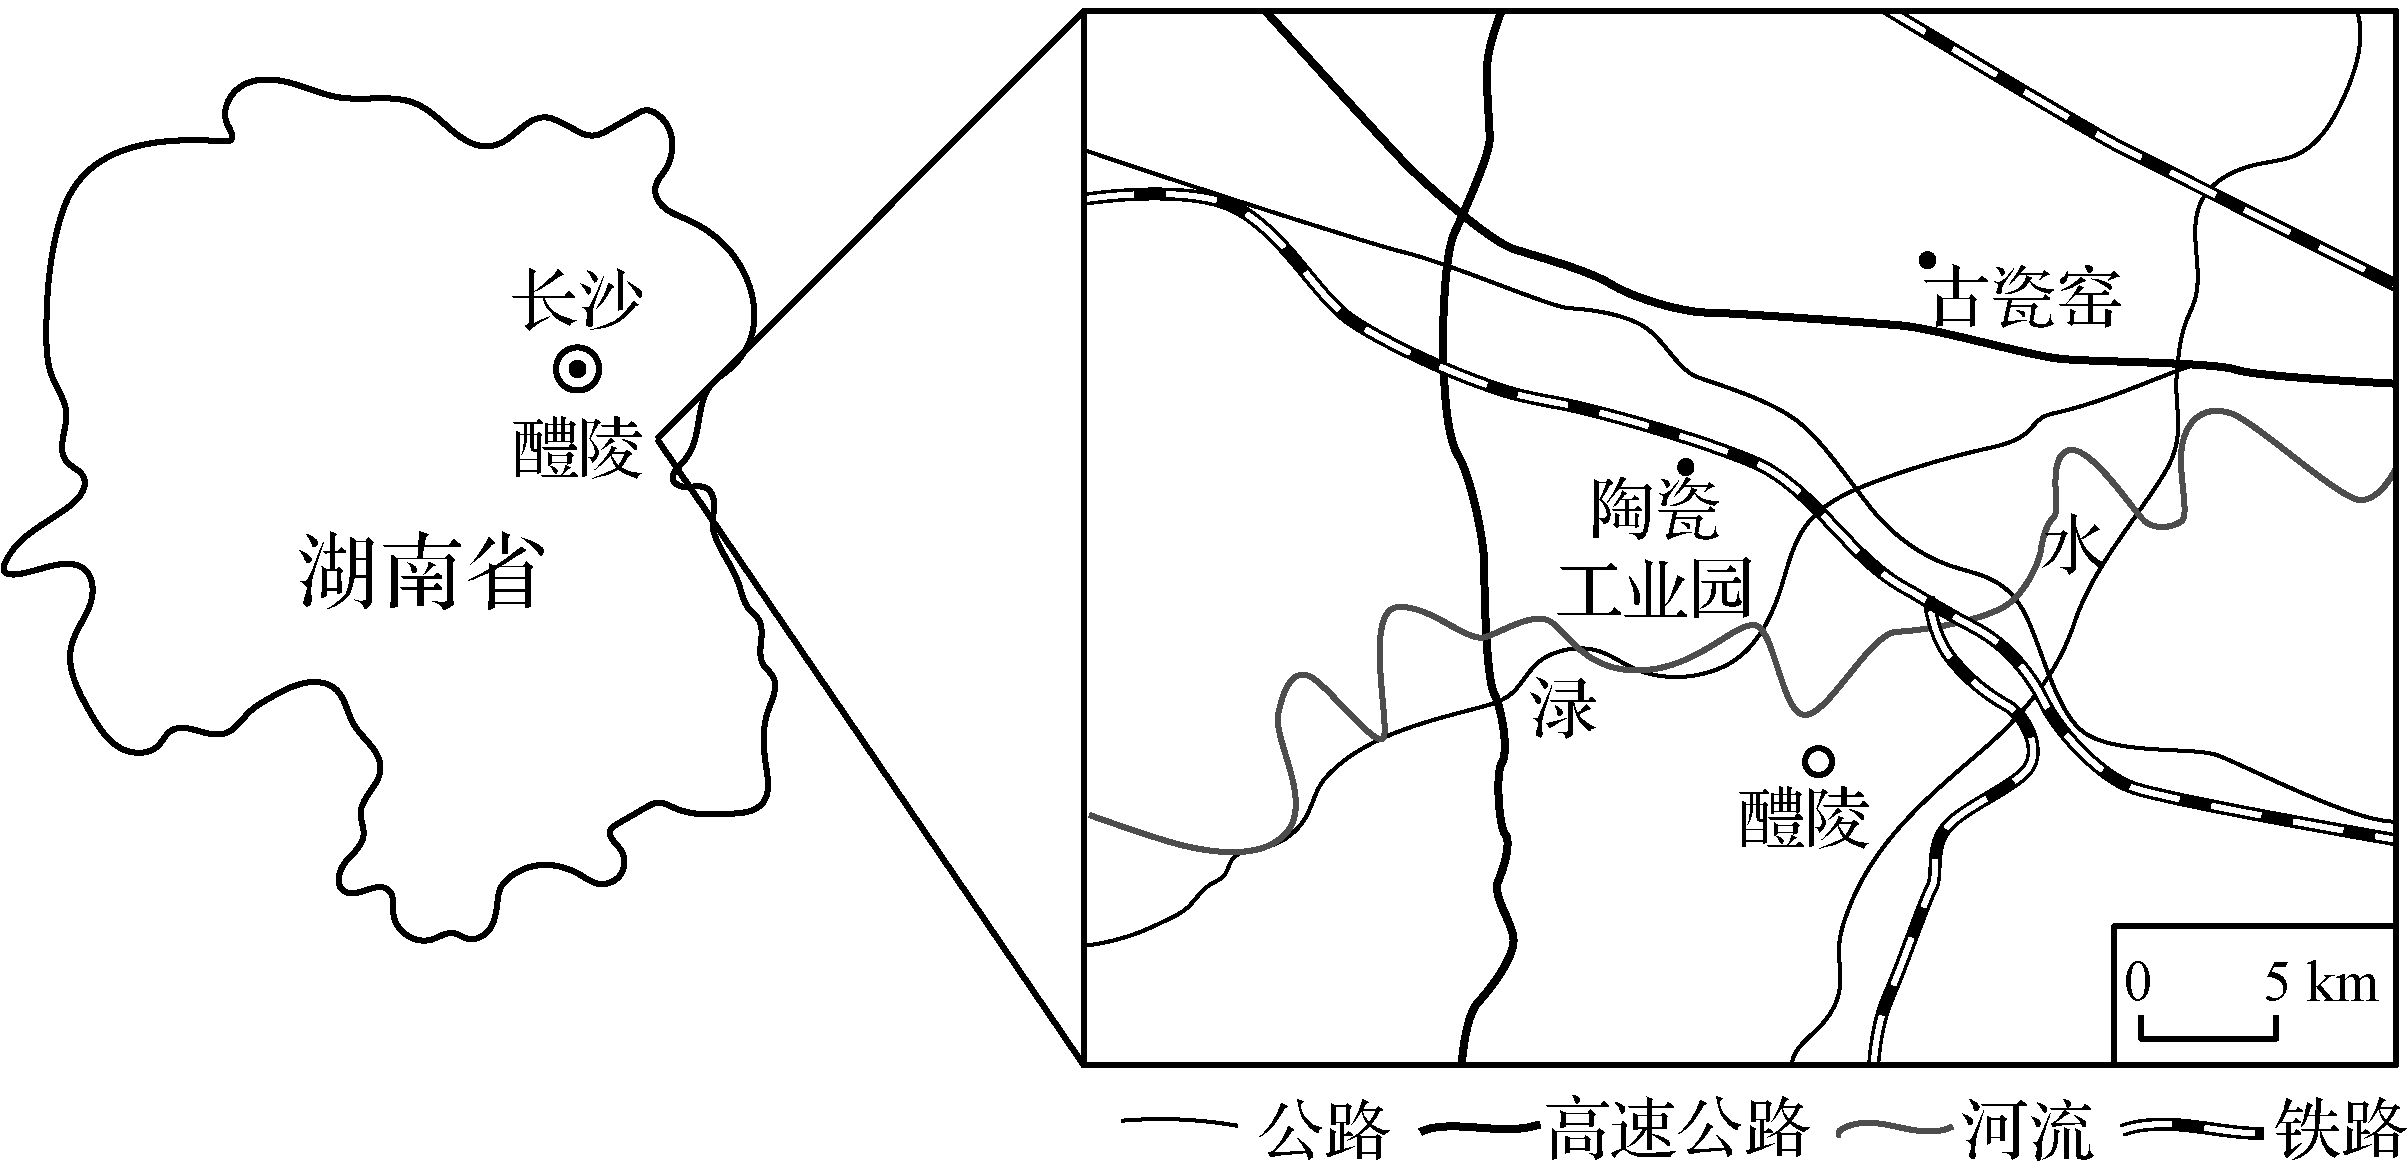 长沙
醴陵
湖南省
古瓷窑
陶瓷
工业园
水
渌
醴陵
0 5 km
公路 高速公路 河流 铁路